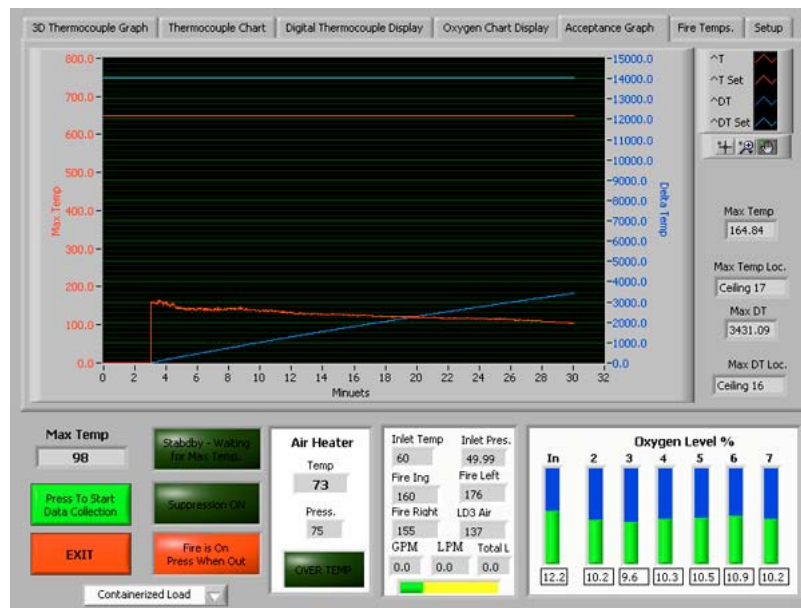 3D Thermocouple Graph Thermocouple Chart Digital Thermocouple Display Oxygen Chart Display Acceptance Graph Fire Temps. Setup
800.0
700.0
600.0
500.0
400.0
300.0
200.0
100.0
0.0
Max Temp
15000.0
14000.0
13000.0
12000.0
11000.0
10000.0
9000.0
8000.0
7000.0
6000.0
5000.0
4000.0
3000.0
2000.0
1000.0
0.0
Delta Temp
0 2 4 6 8 10 12 14 16 18 20 22 24 26 28 30 32
Minuets
^T
^T Set
^DT
^DT Set
Max Temp
164.84
Max Temp Loc.
Ceiling 17
Max DT
3431.09
Max DT Loc.
Ceiling 16
Max Temp
98
Press To Start
Data Collection
EXIT
Stabdby - Waiting
for Max Temp.
Suppression ON
Fire is On
Press When Out
Containerized Load
Air Heater
Temp
73
Press.
75
OVER TEMP
Inlet Temp Inlet Pres.
60 49.99
Fire Ing Fire Left
160 176
Fire Right LD3 Air
155 137
GPM LPM Total L
0.0 0.0 0.0
Oxygen Level %
In 2 3 4 5 6 7
12.2 10.2 9.6 10.3 10.5 10.9 10.2